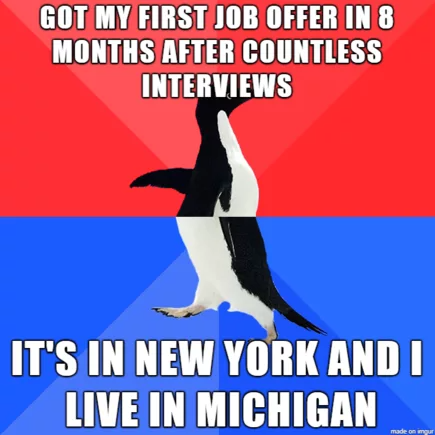 GOT MY FIRST JOB OFFER IN 8
MONTHS AFTER COUNTLESS
INTERVIEWS
IT'S IN NEW YORK AND I
LIVE IN MICHIGAN
made on imgur